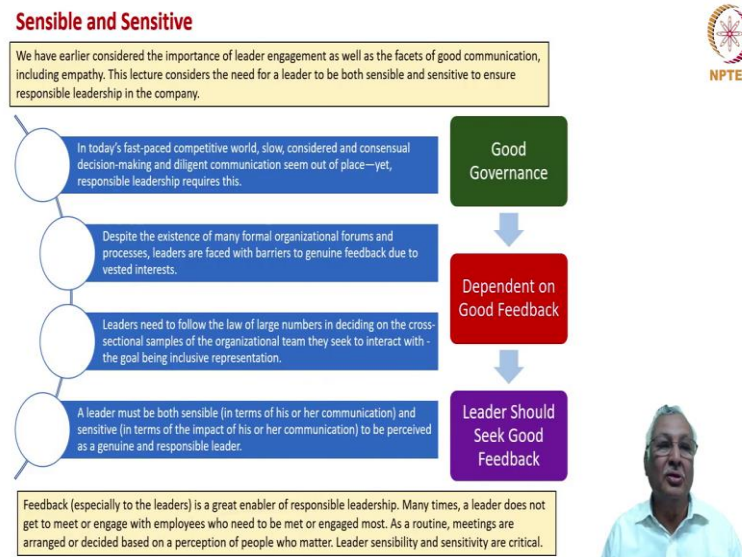 Sensible and Sensitive
We have earlier considered the importance of leader engagement as well as the facets of good communication,
including empathy. This lecture considers the need for a leader to be both sensible and sensitive to ensure
responsible leadership in the company.
In today's fast-paced competitive world, slow, considered and consensual
decision-making and diligent communication seem out of place—yet,
responsible leadership requires this.
Despite the existence of many formal organizational forums and
processes, leaders are faced with barriers to genuine feedback due to
vested interests.
Leaders need to follow the law of large numbers in deciding on the cross-
sectional samples of the organizational team they seek to interact with -
the goal being inclusive representation.
A leader must be both sensible (in terms of his or her communication) and
sensitive (in terms of the impact of his or her communication) to be perceived
as a genuine and responsible leader.
Good
Governance
Dependent on
Good Feedback
Leader Should
Seek Good
Feedback
Feedback (especially to the leaders) is a great enabler of responsible leadership. Many times, a leader does not
get to meet or engage with employees who need to be met or engaged most. As a routine, meetings are
arranged or decided based on a perception of people who matter. Leader sensibility and sensitivity are critical.
NPTE